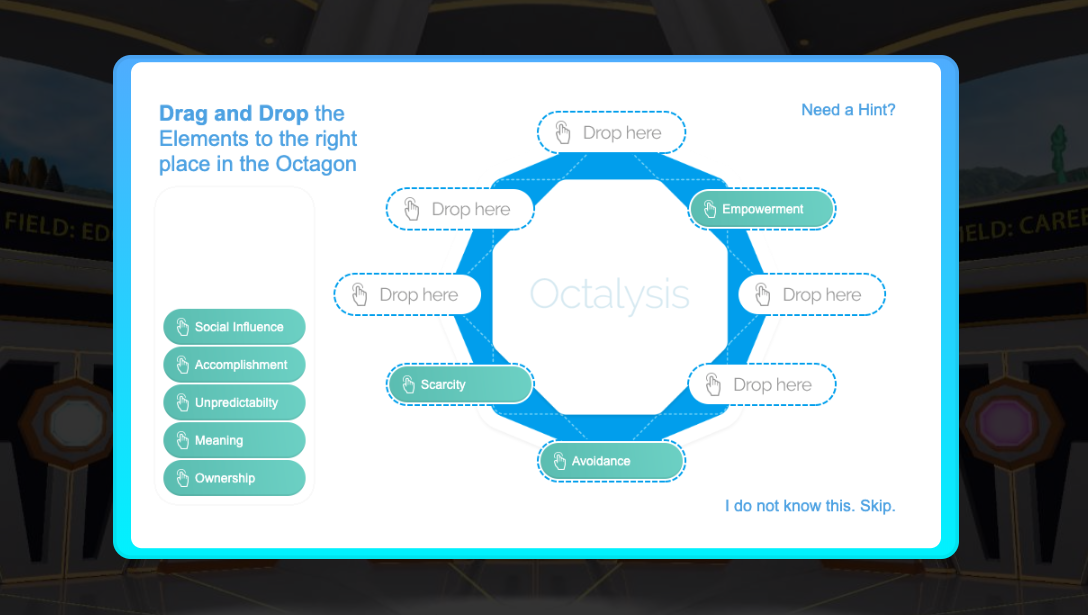 Drag and Drop the
Elements to the right
place in the Octagon
Need a Hint?
Drop here
Drop here
Empowerment
FIELD: ED
IELD: CAREE
Drop here
Octalysis
Drop here
Social Influence
Accomplishment
Unpredictabilty
Meaning
Ownership
Scarcity
Drop here
Avoidance
I do not know this. Skip.